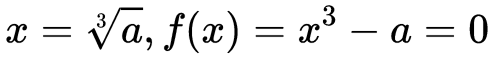 x = ∛a, f(x) = x³ − a = 0